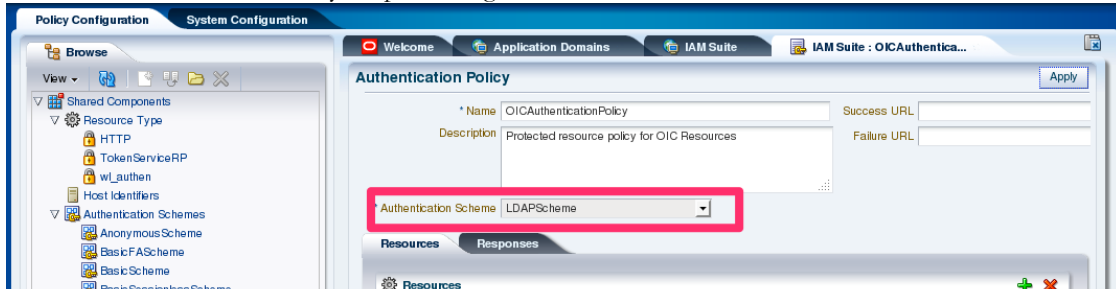 Policy Configuration System Configuration
Browse
View
Shared Components
Resource Type
HTTP
TokenServiceRP
wl_authen
Host Identifiers
Authentication Schemes
AnonymousScheme
BasicFAScheme
BasicScheme
BasicSessionlessScheme
Welcome Application Domains IAM Suite IAM Suite : OICAuthentica...
Authentication Policy Apply
* Name OICAuthenticationPolicy Success URL
Description Protected resource policy for OIC Resources Failure URL
* Authentication Scheme LDAPScheme
Resources Responses
Resources